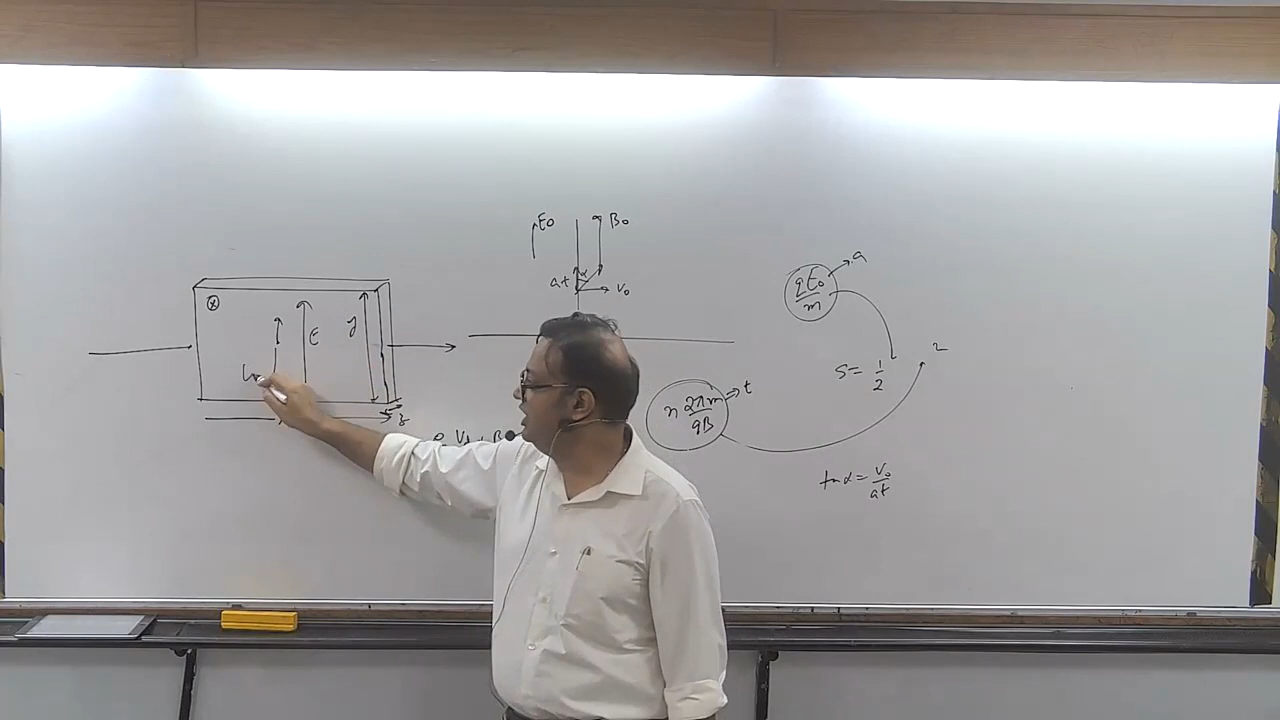 ⊗
E
y
z
E₀
B₀
at
α
V₀
qE₀/m → a
S = 1/2
2
n 2πm/qB ⇒ t
tan α = V₀/at